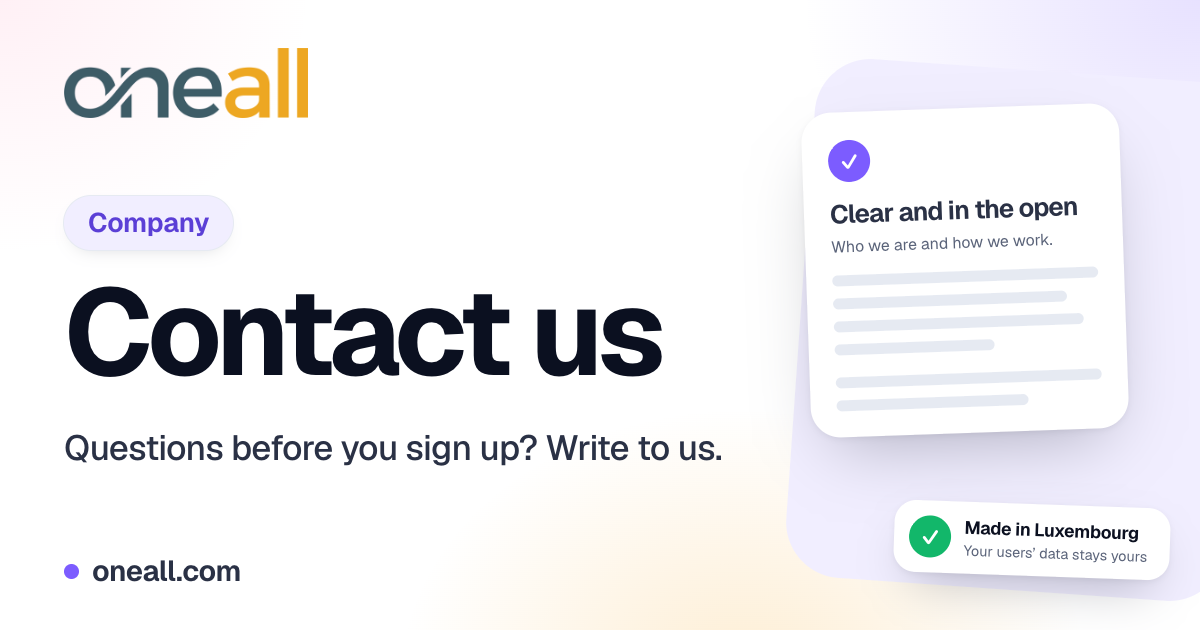 oneall
Company
Contact us
Questions before you sign up? Write to us.
oneall.com
Clear and in the open
Who we are and how we work.
Made in Luxembourg
Your users’ data stays yours